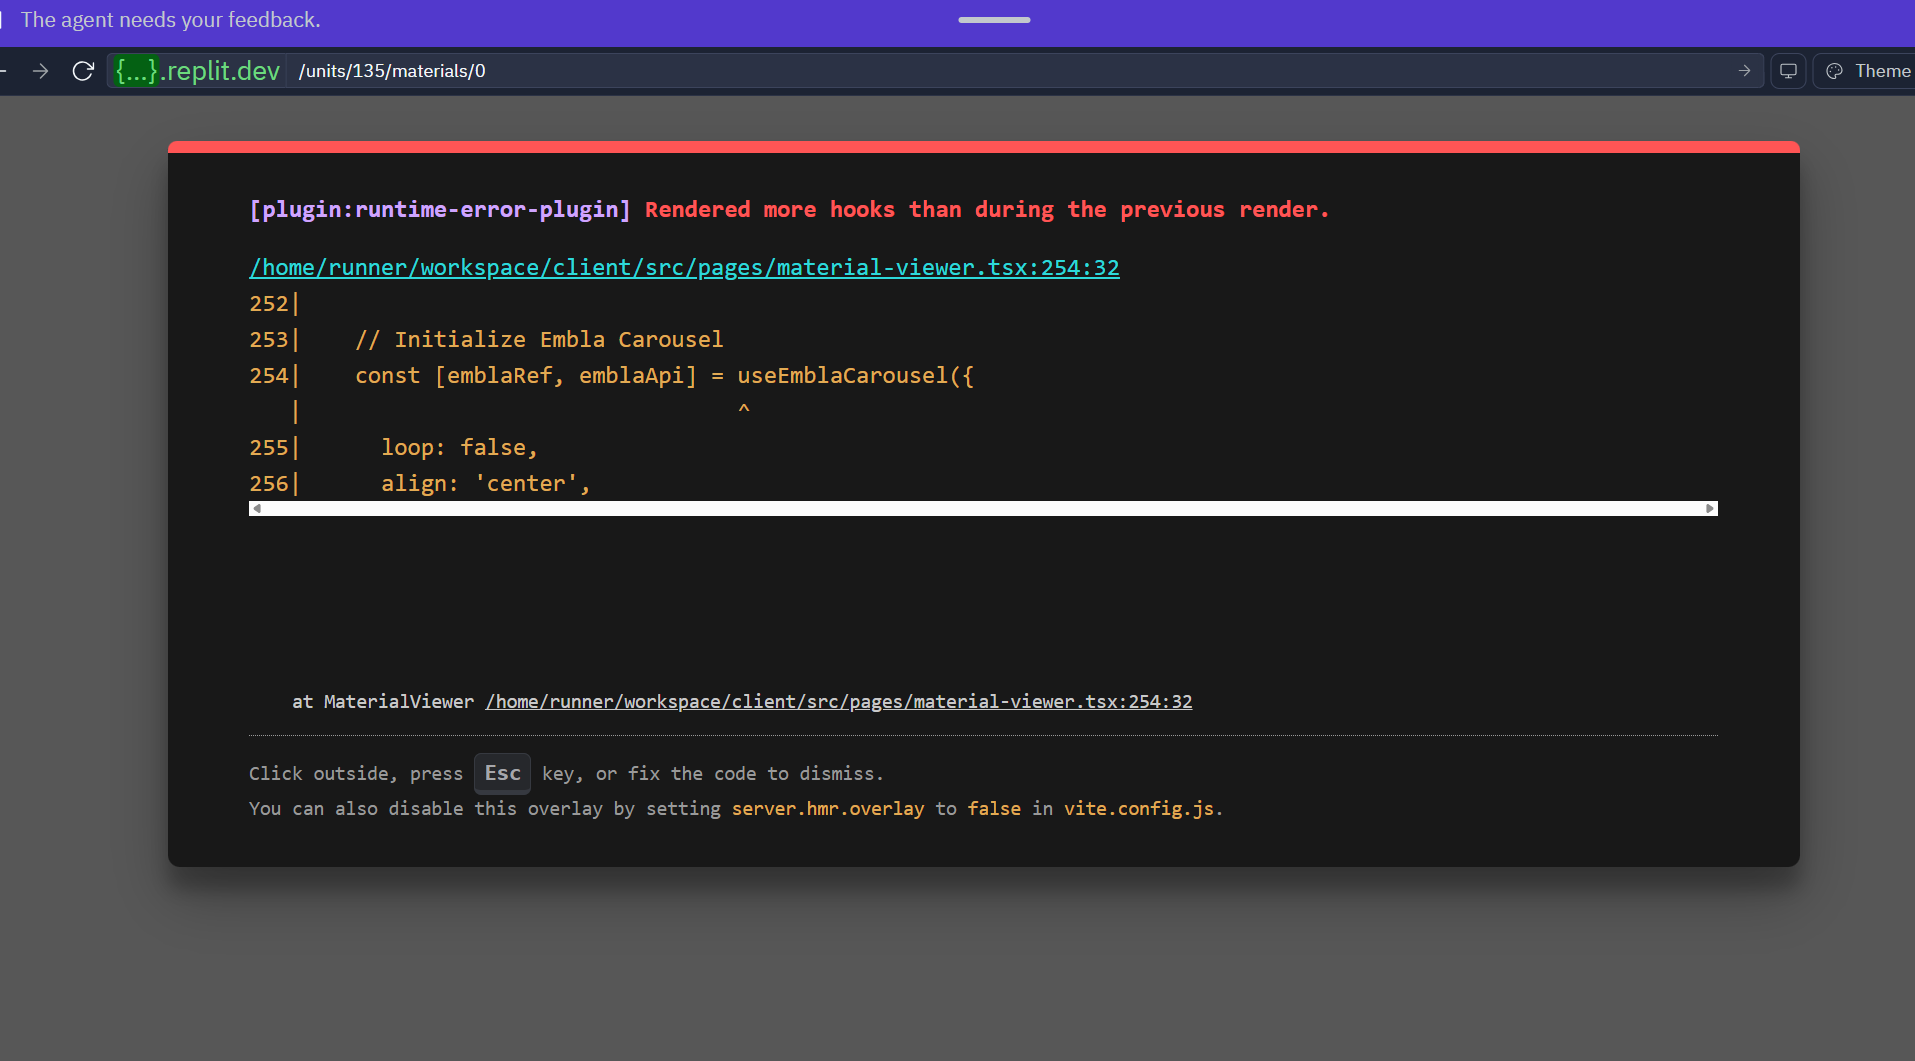 The agent needs your feedback.
{...}.replit.dev /units/135/materials/0 Theme
[plugin:runtime-error-plugin] Rendered more hooks than during the previous render.
/home/runner/workspace/client/src/pages/material-viewer.tsx:254:32
252|
253|    // Initialize Embla Carousel
254|    const [emblaRef, emblaApi] = useEmblaCarousel({
   |                                 ^
255|      loop: false,
256|      align: 'center',
at MaterialViewer /home/runner/workspace/client/src/pages/material-viewer.tsx:254:32
Click outside, press Esc key, or fix the code to dismiss.
You can also disable this overlay by setting server.hmr.overlay to false in vite.config.js.